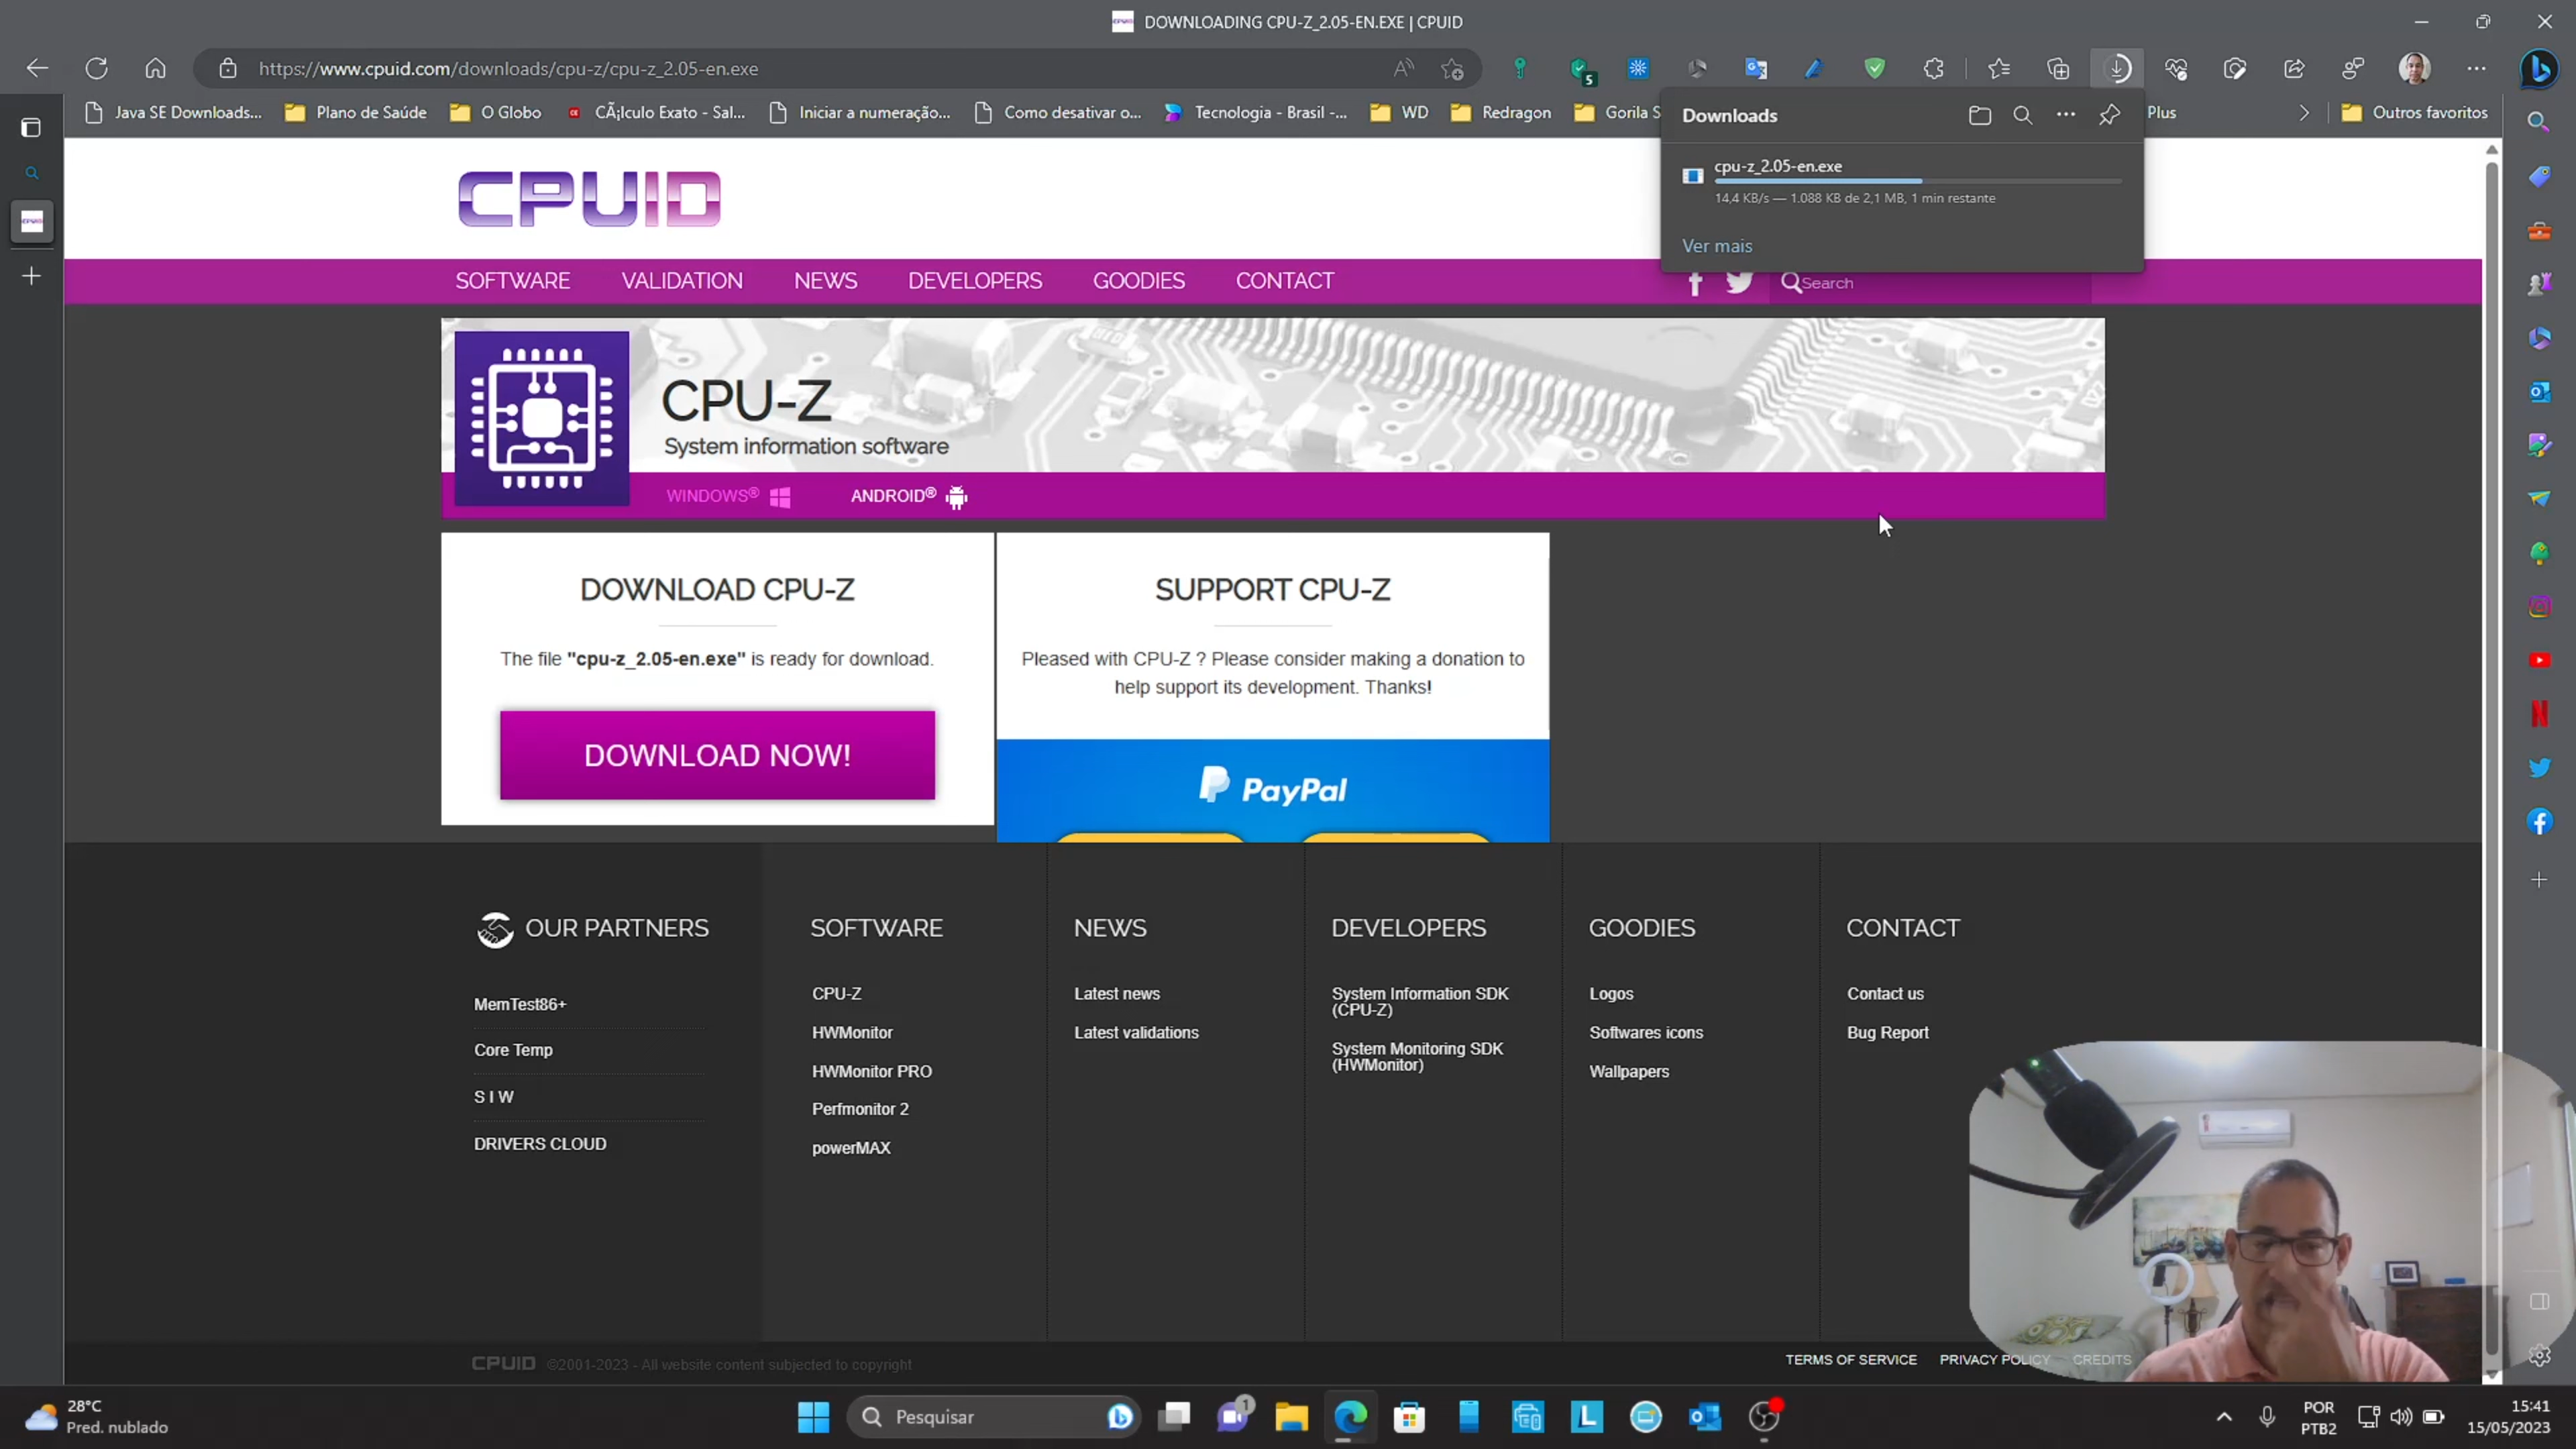 DOWNLOADING CPU-Z_2.05-EN.EXE | CPUID
https://www.cpuid.com/downloads/cpu-z/cpu-z_2.05-en.exe
5
Java SE Downloads...
Plano de Saúde
O Globo
CÃ¡lculo Exato - Sal...
Iniciar a numeração...
Como desativar o...
Tecnologia - Brasil -...
WD
Redragon
Gorila S
Plus
Outros favoritos
Downloads
cpu-z_2.05-en.exe
14,4 KB/s — 1.088 KB de 2,1 MB, 1 min restante
Ver mais
CPUID
SOFTWARE
VALIDATION
NEWS
DEVELOPERS
GOODIES
CONTACT
Search
CPU-Z
System information software
WINDOWS®
ANDROID®
DOWNLOAD CPU-Z
The file "cpu-z_2.05-en.exe" is ready for download.
DOWNLOAD NOW!
SUPPORT CPU-Z
Pleased with CPU-Z ? Please consider making a donation to
help support its development. Thanks!
PayPal
OUR PARTNERS
MemTest86+
Core Temp
S I W
DRIVERS CLOUD
SOFTWARE
CPU-Z
HWMonitor
HWMonitor PRO
Perfmonitor 2
powerMAX
NEWS
Latest news
Latest validations
DEVELOPERS
System Information SDK
(CPU-Z)
System Monitoring SDK
(HWMonitor)
GOODIES
Logos
Softwares icons
Wallpapers
CONTACT
Contact us
Bug Report
CPUID ©2001-2023 - All website content subjected to copyright
TERMS OF SERVICE
PRIVACY POLICY
CREDITS
28°C
Pred. nublado
Pesquisar
1
POR
PTB2
15:41
15/05/2023